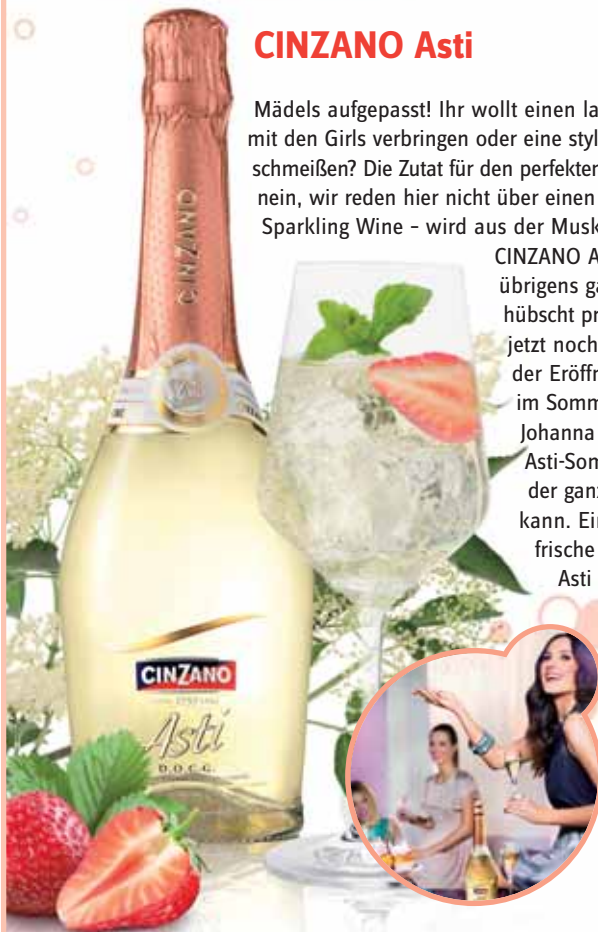 CINZANO Asti
Mädels aufgepasst! Ihr wollt einen la
mit den Girls verbringen oder eine styl
schmeißen? Die Zutat für den perfekten
nein, wir reden hier nicht über einen
Sparkling Wine – wird aus der Musk
CINZANO A
übrigens ga
hübscht pr
jetzt noch
der Eröffn
im Somm
Johanna
Asti-Som
der ganz
kann. Ein
frische
Asti
CINZANO
CINZANO
Asti
D.O.C.G.